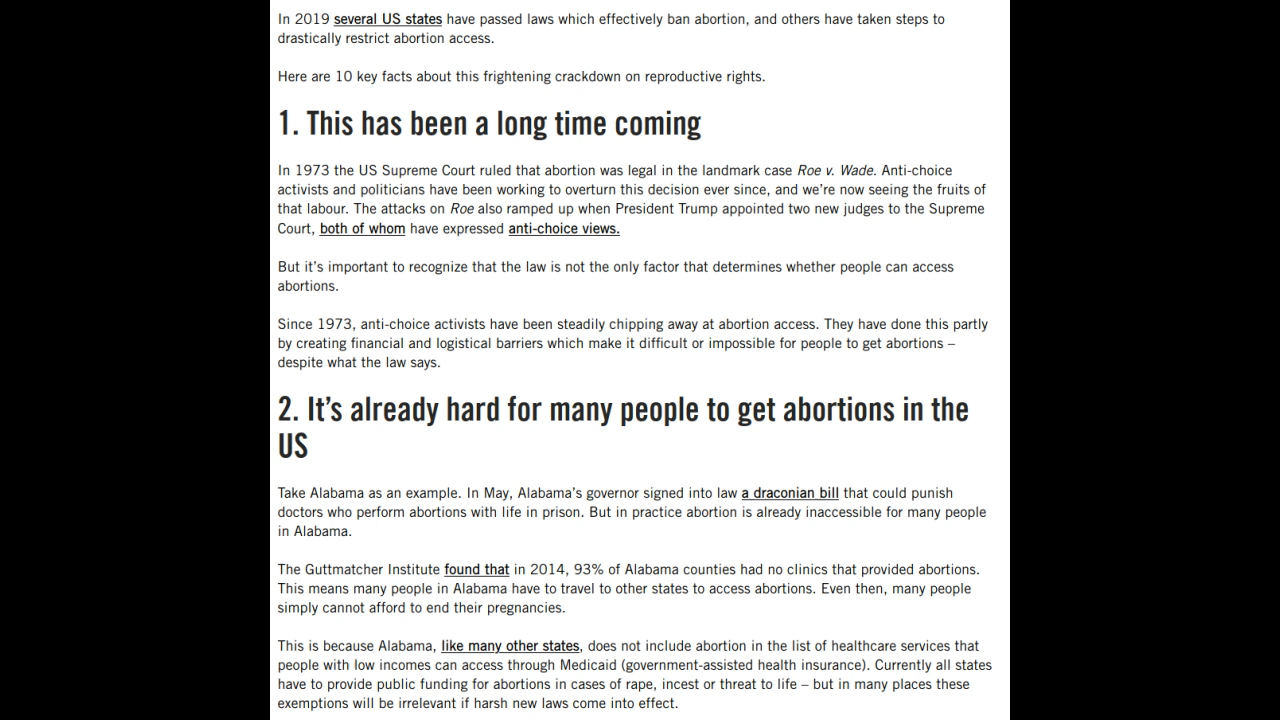 In 2019 several US states have passed laws which effectively ban abortion, and others have taken steps to
drastically restrict abortion access.
Here are 10 key facts about this frightening crackdown on reproductive rights.
1. This has been a long time coming
In 1973 the US Supreme Court ruled that abortion was legal in the landmark case Roe v. Wade. Anti-choice
activists and politicians have been working to overturn this decision ever since, and we're now seeing the fruits of
that labour. The attacks on Roe also ramped up when President Trump appointed two new judges to the Supreme
Court, both of whom have expressed anti-choice views.
But it's important to recognize that the law is not the only factor that determines whether people can access
abortions.
Since 1973, anti-choice activists have been steadily chipping away at abortion access. They have done this partly
by creating financial and logistical barriers which make it difficult or impossible for people to get abortions –
despite what the law says.
2. It's already hard for many people to get abortions in the
US
Take Alabama as an example. In May, Alabama's governor signed into law a draconian bill that could punish
doctors who perform abortions with life in prison. But in practice abortion is already inaccessible for many people
in Alabama.
The Guttmatcher Institute found that in 2014, 93% of Alabama counties had no clinics that provided abortions.
This means many people in Alabama have to travel to other states to access abortions. Even then, many people
simply cannot afford to end their pregnancies.
This is because Alabama, like many other states, does not include abortion in the list of healthcare services that
people with low incomes can access through Medicaid (government-assisted health insurance). Currently all states
have to provide public funding for abortions in cases of rape, incest or threat to life – but in many places these
exemptions will be irrelevant if harsh new laws come into effect.